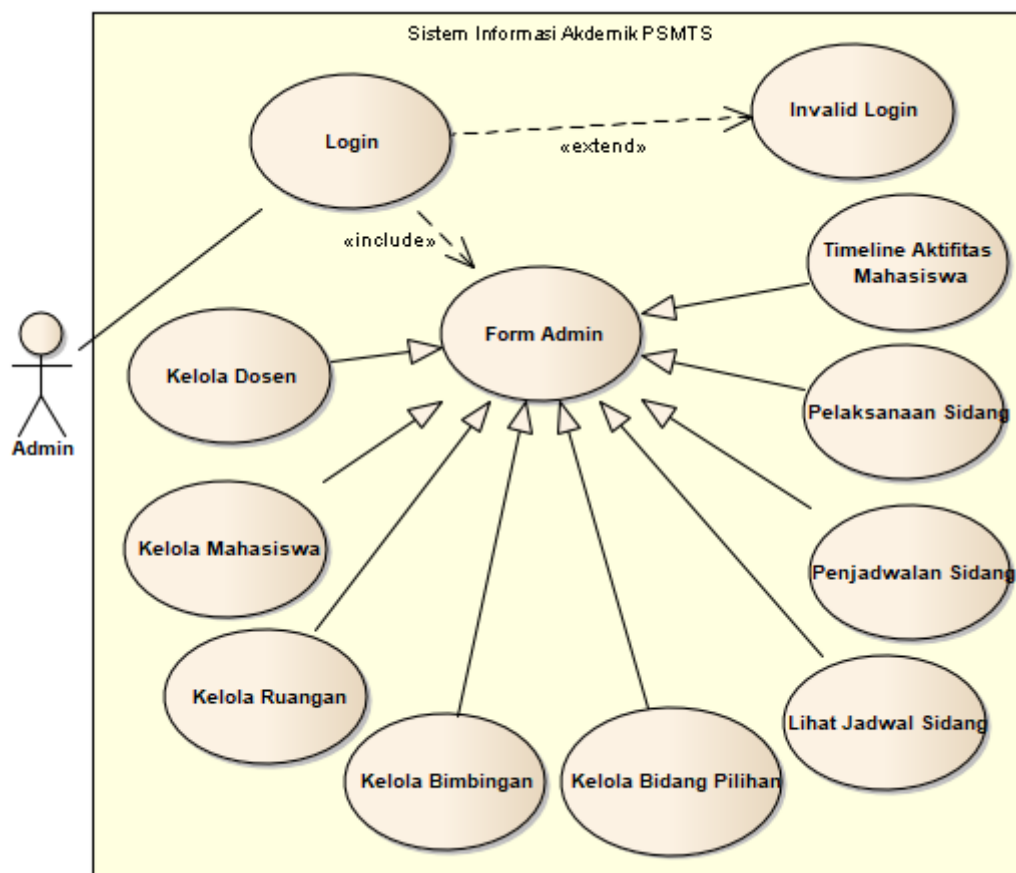 Sistem Informasi Akdemik PSMTS
Login
Invalid Login
«extend»
«include»
Timeline Aktifitas
Mahasiswa
Form Admin
Kelola Dosen
Pelaksanaan Sidang
Admin
Kelola Mahasiswa
Penjadwalan Sidang
Kelola Ruangan
Lihat Jadwal Sidang
Kelola Bimbingan
Kelola Bidang Pilihan